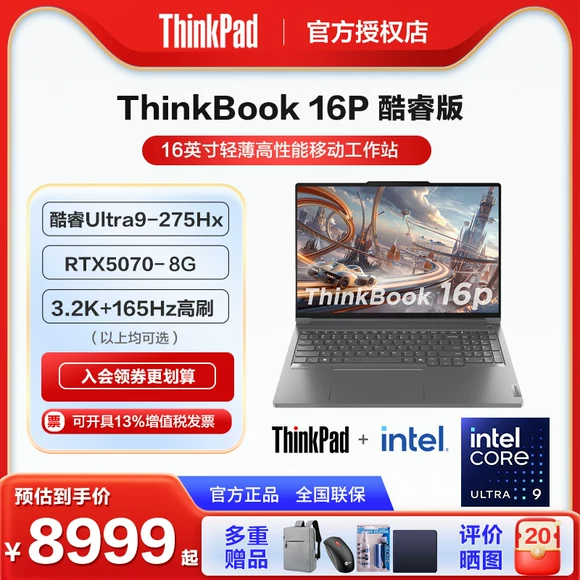 ThinkPad 官方授权店
ThinkBook 16P 酷睿版
16英寸轻薄高性能移动工作站
酷睿Ultra9-275Hx
RTX5070-8G
3.2K+165Hz高刷
(以上均可选)
入会领券更划算
票 可开具13%增值税发票
ThinkBook 16p
ThinkPad + intel.
intel
CORE
ULTRA 9
预估到手价
¥8999起
官方正品 全国联保
多重
赠品
评价
晒图
20